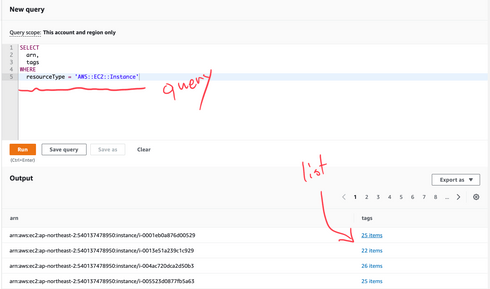 New query
Query scope: This account and region only
1 SELECT
2 arn,
3 tags
4 WHERE
5 resourceType = 'AWS::EC2::Instance'
query
Run Save query Save as Clear
(Ctrl+Enter)
list
Output
Export as
1 2 3 4 5 6 7 8 ...
arn tags
arn:aws:ec2:ap-northeast-2:540137478950:instance/i-0001eb0a876d00529 25 items
arn:aws:ec2:ap-northeast-2:540137478950:instance/i-0013e51a239c1c929 22 items
arn:aws:ec2:ap-northeast-2:540137478950:instance/i-004ac720dca2d50b3 26 items
arn:aws:ec2:ap-northeast-2:540137478950:instance/i-005523d0877fb5a63 25 items